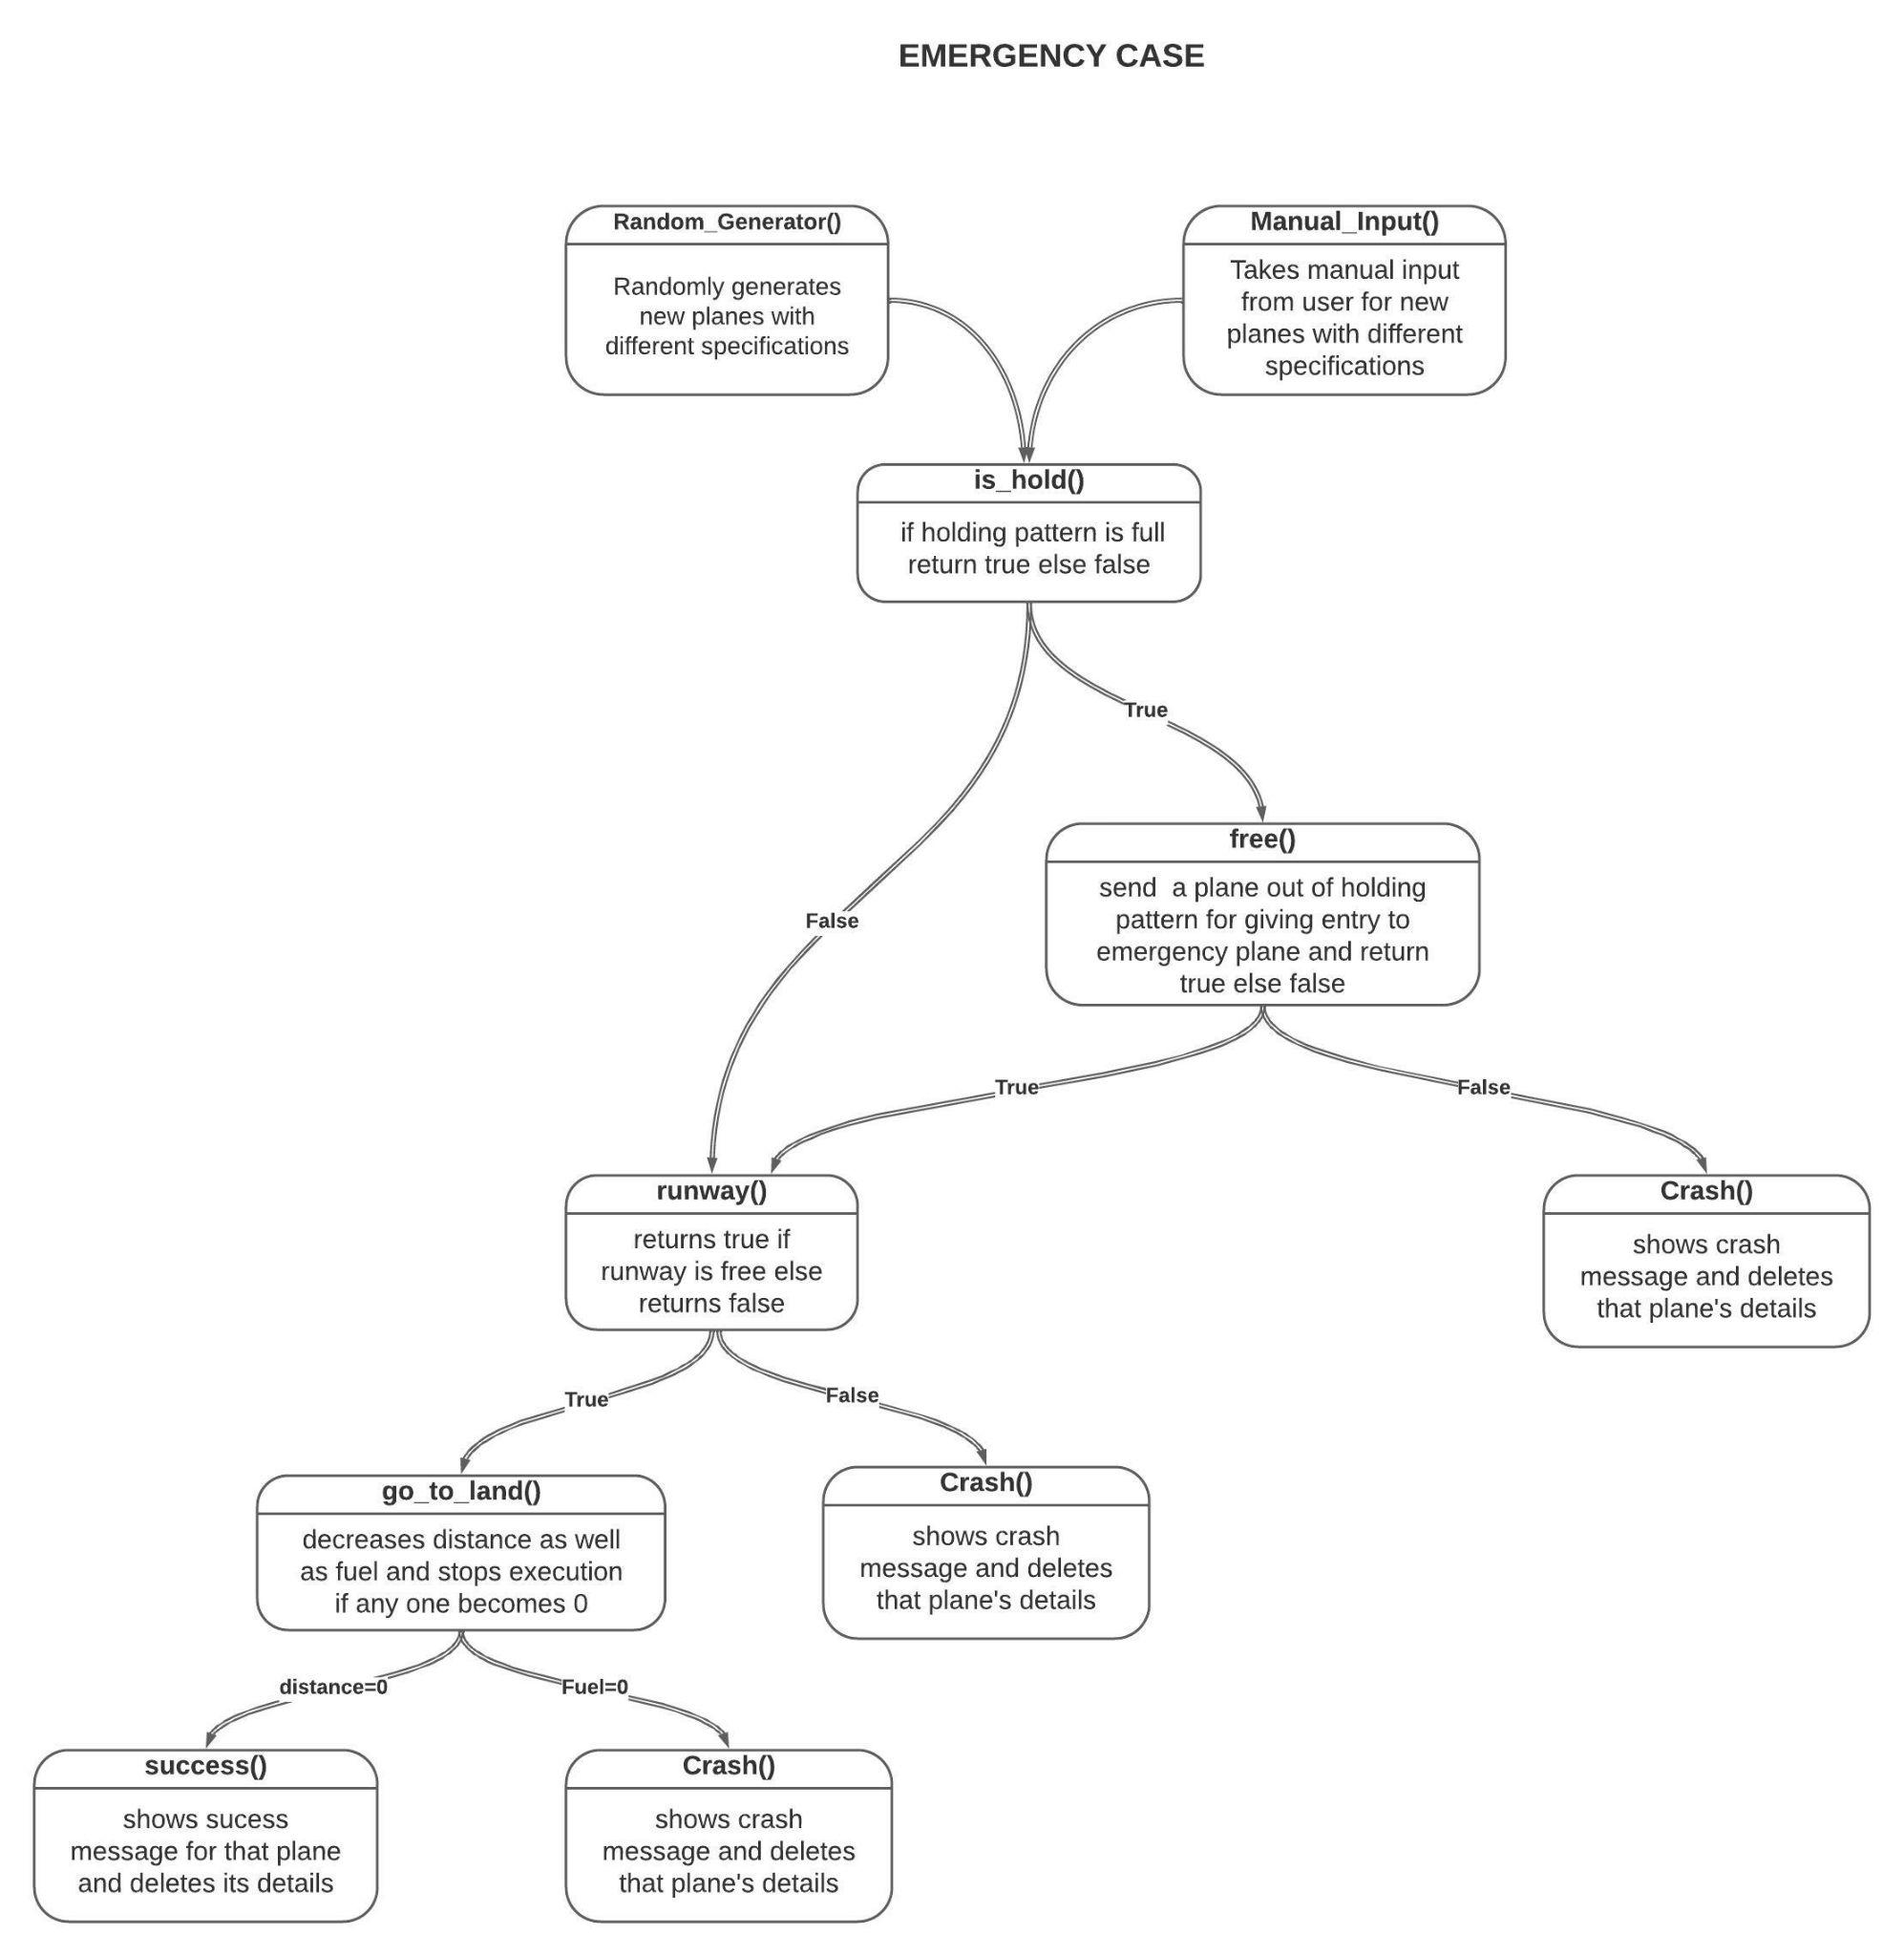 EMERGENCY CASE
Random_Generator()
Randomly generates
new planes with
different specifications
Manual_Input()
Takes manual input
from user for new
planes with different
specifications
is_hold()
if holding pattern is full
return true else false
True
False
free()
send  a plane out of holding
pattern for giving entry to
emergency plane and return
true else false
True
False
runway()
returns true if
runway is free else
returns false
Crash()
shows crash
message and deletes
that plane's details
True
False
go_to_land()
decreases distance as well
as fuel and stops execution
if any one becomes 0
Crash()
shows crash
message and deletes
that plane's details
distance=0
Fuel=0
success()
shows sucess
message for that plane
and deletes its details
Crash()
shows crash
message and deletes
that plane's details